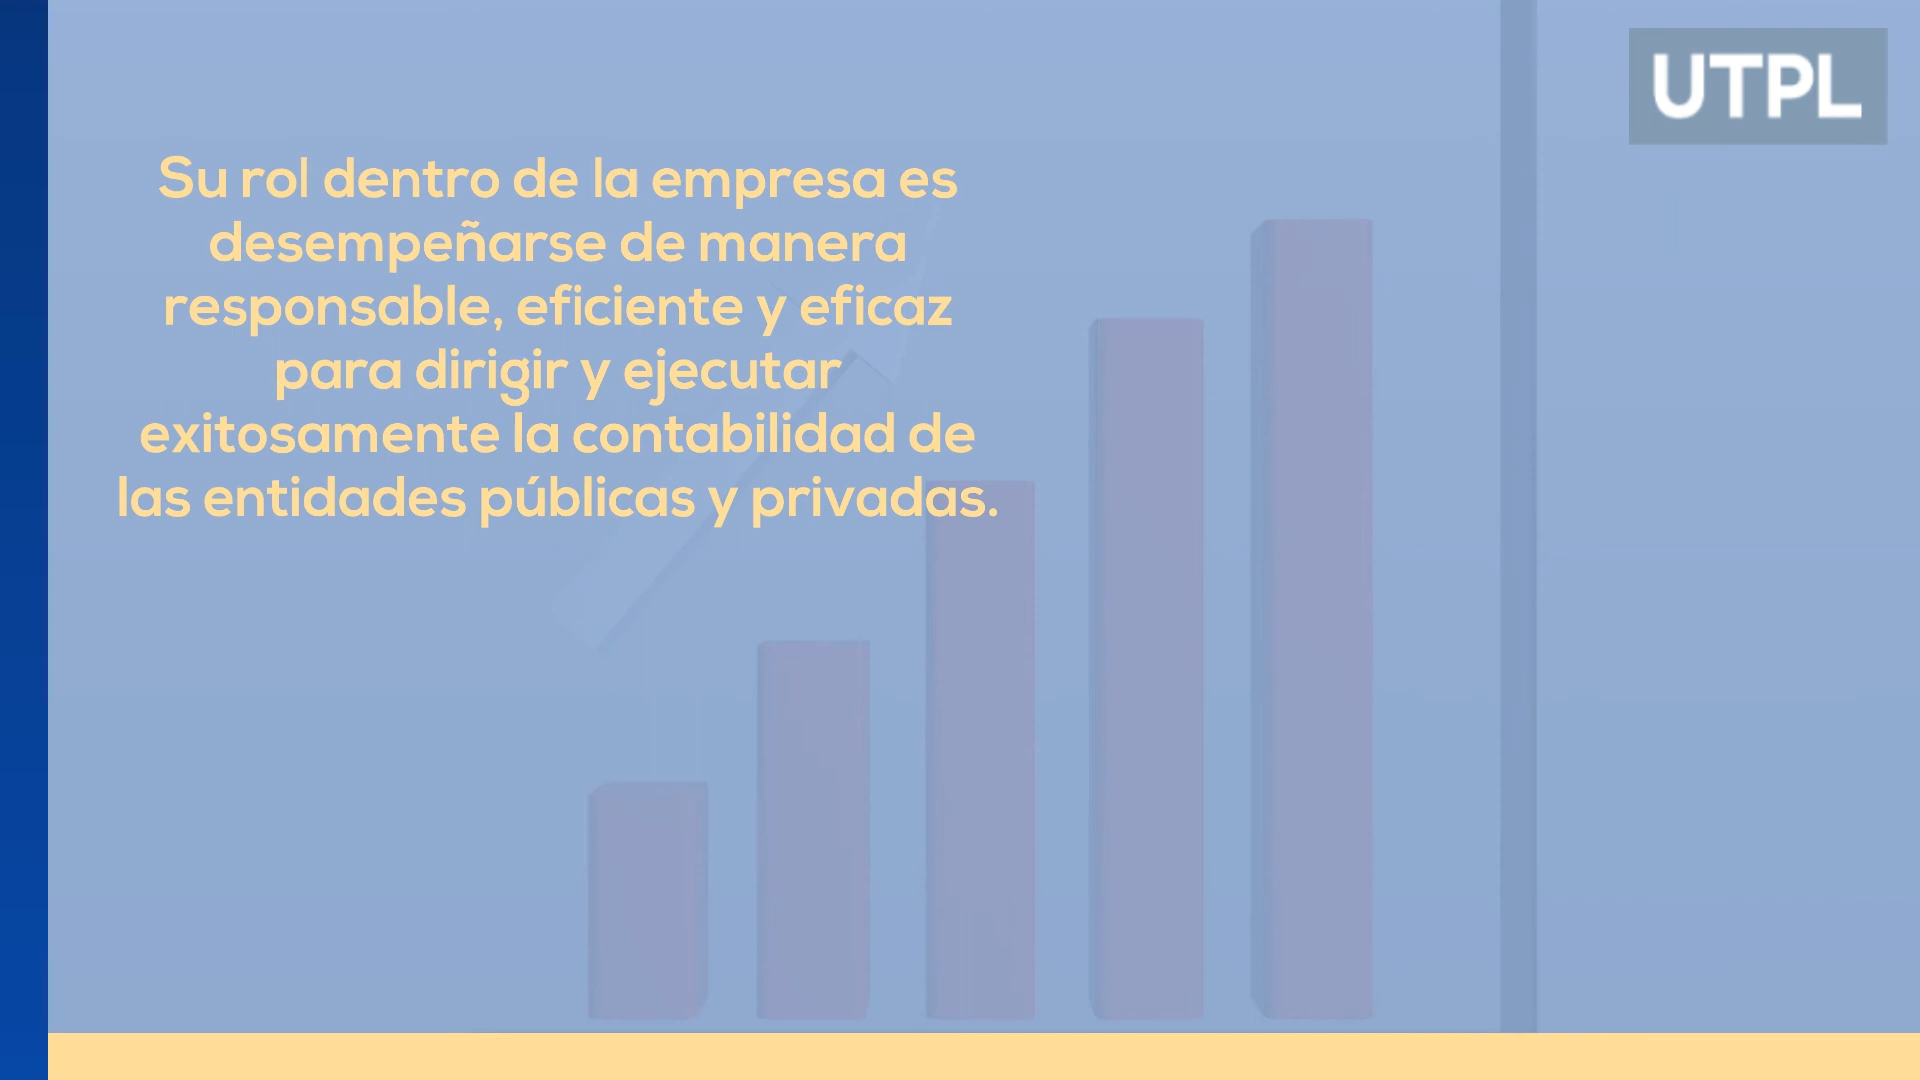 UTPL
Su rol dentro de la empresa es
desempeñarse de manera
responsable, eficiente y eficaz
para dirigir y ejecutar
exitosamente la contabilidad de
las entidades públicas y privadas.